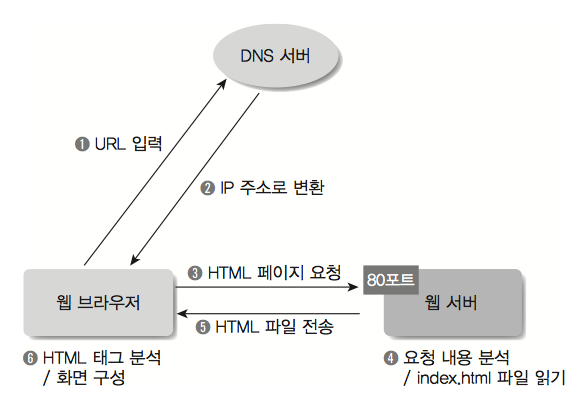 DNS 서버
❶ URL 입력
❷ IP 주소로 변환
❸ HTML 페이지 요청
80포트
웹 브라우저
웹 서버
❺ HTML 파일 전송
❻ HTML 태그 분석
/ 화면 구성
❹ 요청 내용 분석
/ index.html 파일 읽기